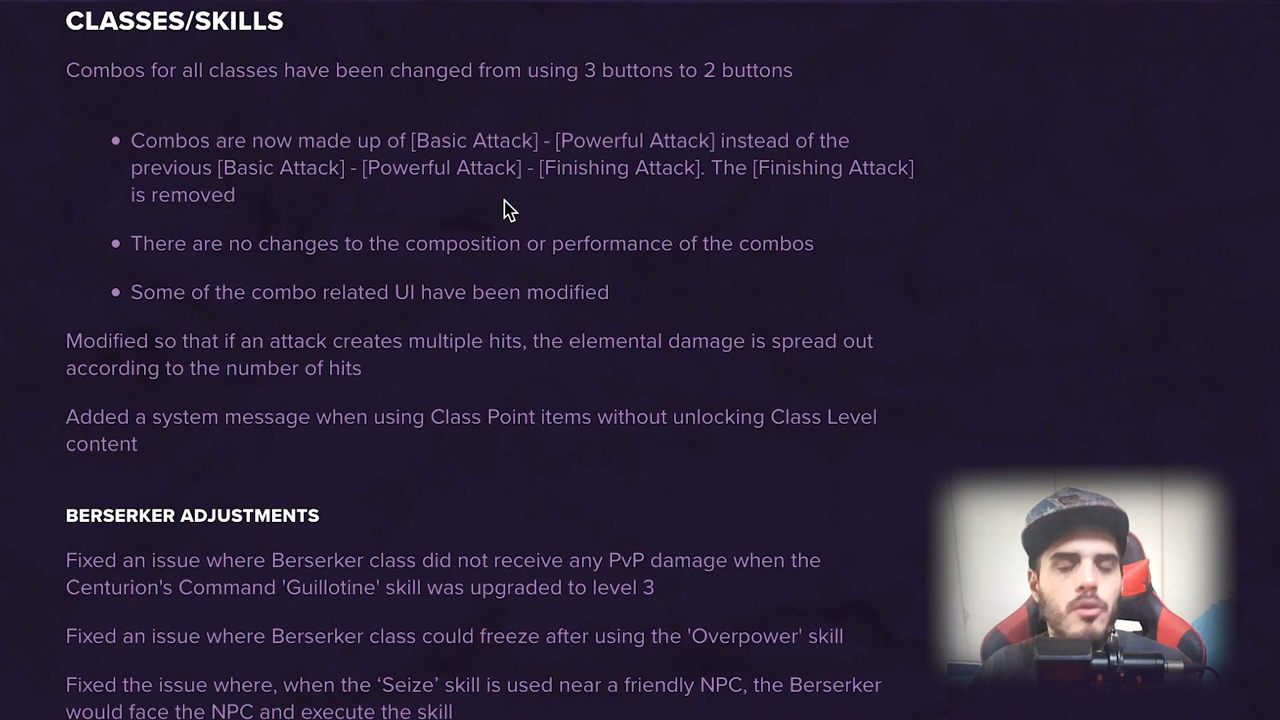 CLASSES/SKILLS
Combos for all classes have been changed from using 3 buttons to 2 buttons
Combos are now made up of [Basic Attack] - [Powerful Attack] instead of the
previous [Basic Attack] - [Powerful Attack] - [Finishing Attack]. The [Finishing Attack]
is removed
There are no changes to the composition or performance of the combos
Some of the combo related UI have been modified
Modified so that if an attack creates multiple hits, the elemental damage is spread out
according to the number of hits
Added a system message when using Class Point items without unlocking Class Level
content
BERSERKER ADJUSTMENTS
Fixed an issue where Berserker class did not receive any PvP damage when the
Centurion's Command 'Guillotine' skill was upgraded to level 3
Fixed an issue where Berserker class could freeze after using the 'Overpower' skill
Fixed the issue where, when the ‘Seize’ skill is used near a friendly NPC, the Berserker
would face the NPC and execute the skill